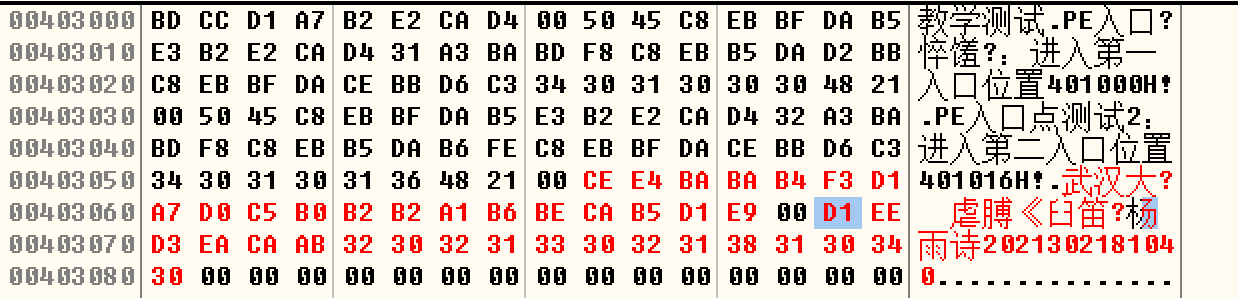 00403000 BD CC D1 A7 B2 E2 CA D4 00 50 45 C8 EB BF DA B5 教学测试.PE入口?
00403010 E3 B2 E2 CA D4 31 A3 BA BD F8 C8 EB B5 DA D2 BB 悴馐?：进入第一
00403020 C8 EB BF DA CE BB D6 C3 34 30 31 30 30 30 48 21 入口位置401000H!
00403030 00 50 45 C8 EB BF DA B5 E3 B2 E2 CA D4 32 A3 BA .PE入口点测试2：
00403040 BD F8 C8 EB B5 DA B6 FE C8 EB BF DA CE BB D6 C3 进入第二入口位置
00403050 34 30 31 30 31 36 48 21 00 CE E4 BA BA B4 F3 D1 401016H!.武汉大?
00403060 A7 D0 C5 B0 B2 B2 A1 B6 BE CA B5 D1 E9 00 D1 EE 虐膊《臼笛?杨
00403070 D3 EA CA AB 32 30 32 31 33 30 32 31 38 31 30 34 雨诗202130218104
00403080 30 00 00 00 00 00 00 00 00 00 00 00 00 00 00 00 0...............